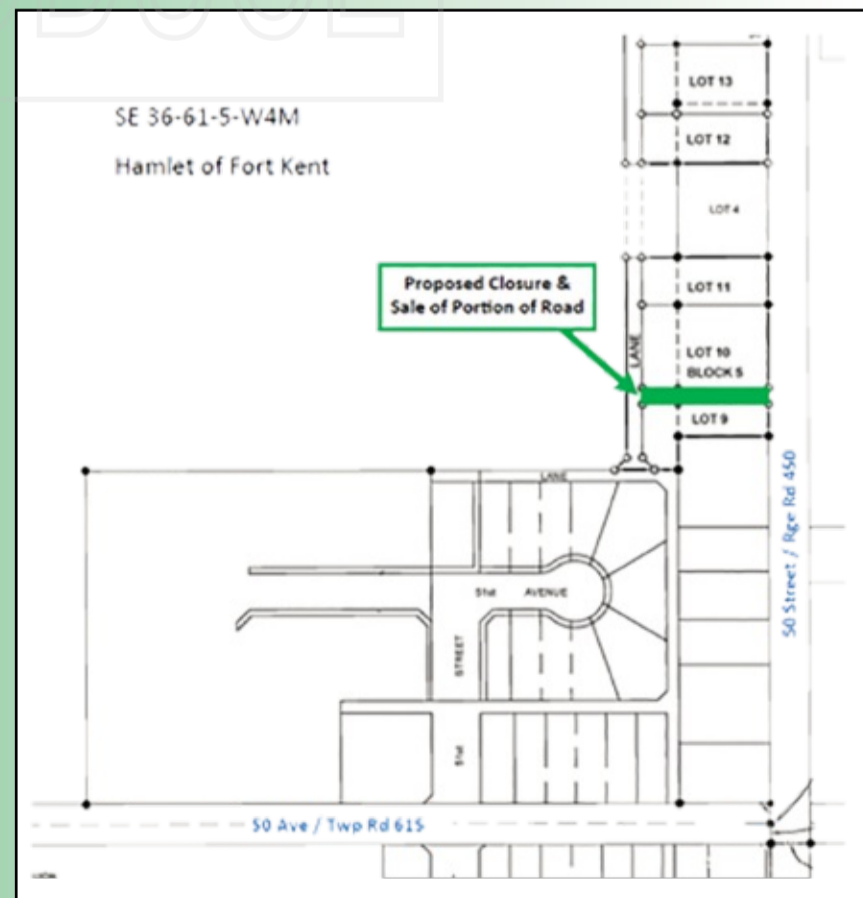 SE 36-61-5-W4M
Hamlet of Fort Kent
LOT 13
LOT 12
LOT 4
Proposed Closure &
Sale of Portion of Road
LOT 11
LANE
LOT 10
BLOCK 5
LOT 9
LANE
50 Street / Rge Rd 450
51st AVENUE
STREET
51st
50 Ave / Twp Rd 615